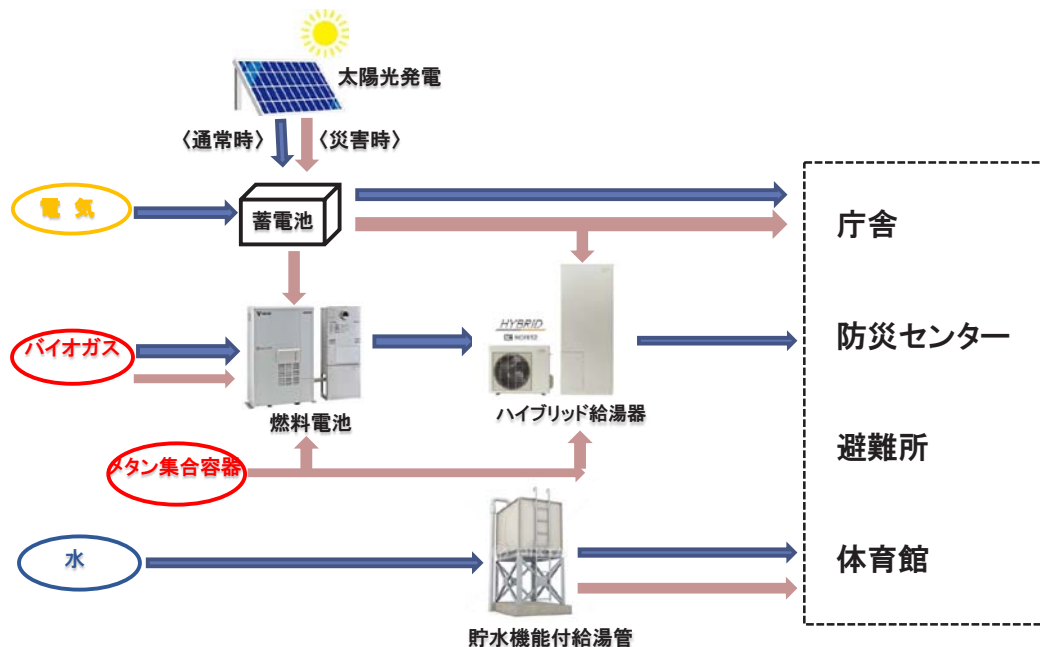 太陽光発電
〈通常時〉
〈災害時〉
電 気
蓄電池
庁舎
HYBRID
NORITZ
防災センター
バイオガス
燃料電池
ハイブリッド給湯器
避難所
メタン集合容器
水
体育館
貯水機能付給湯管